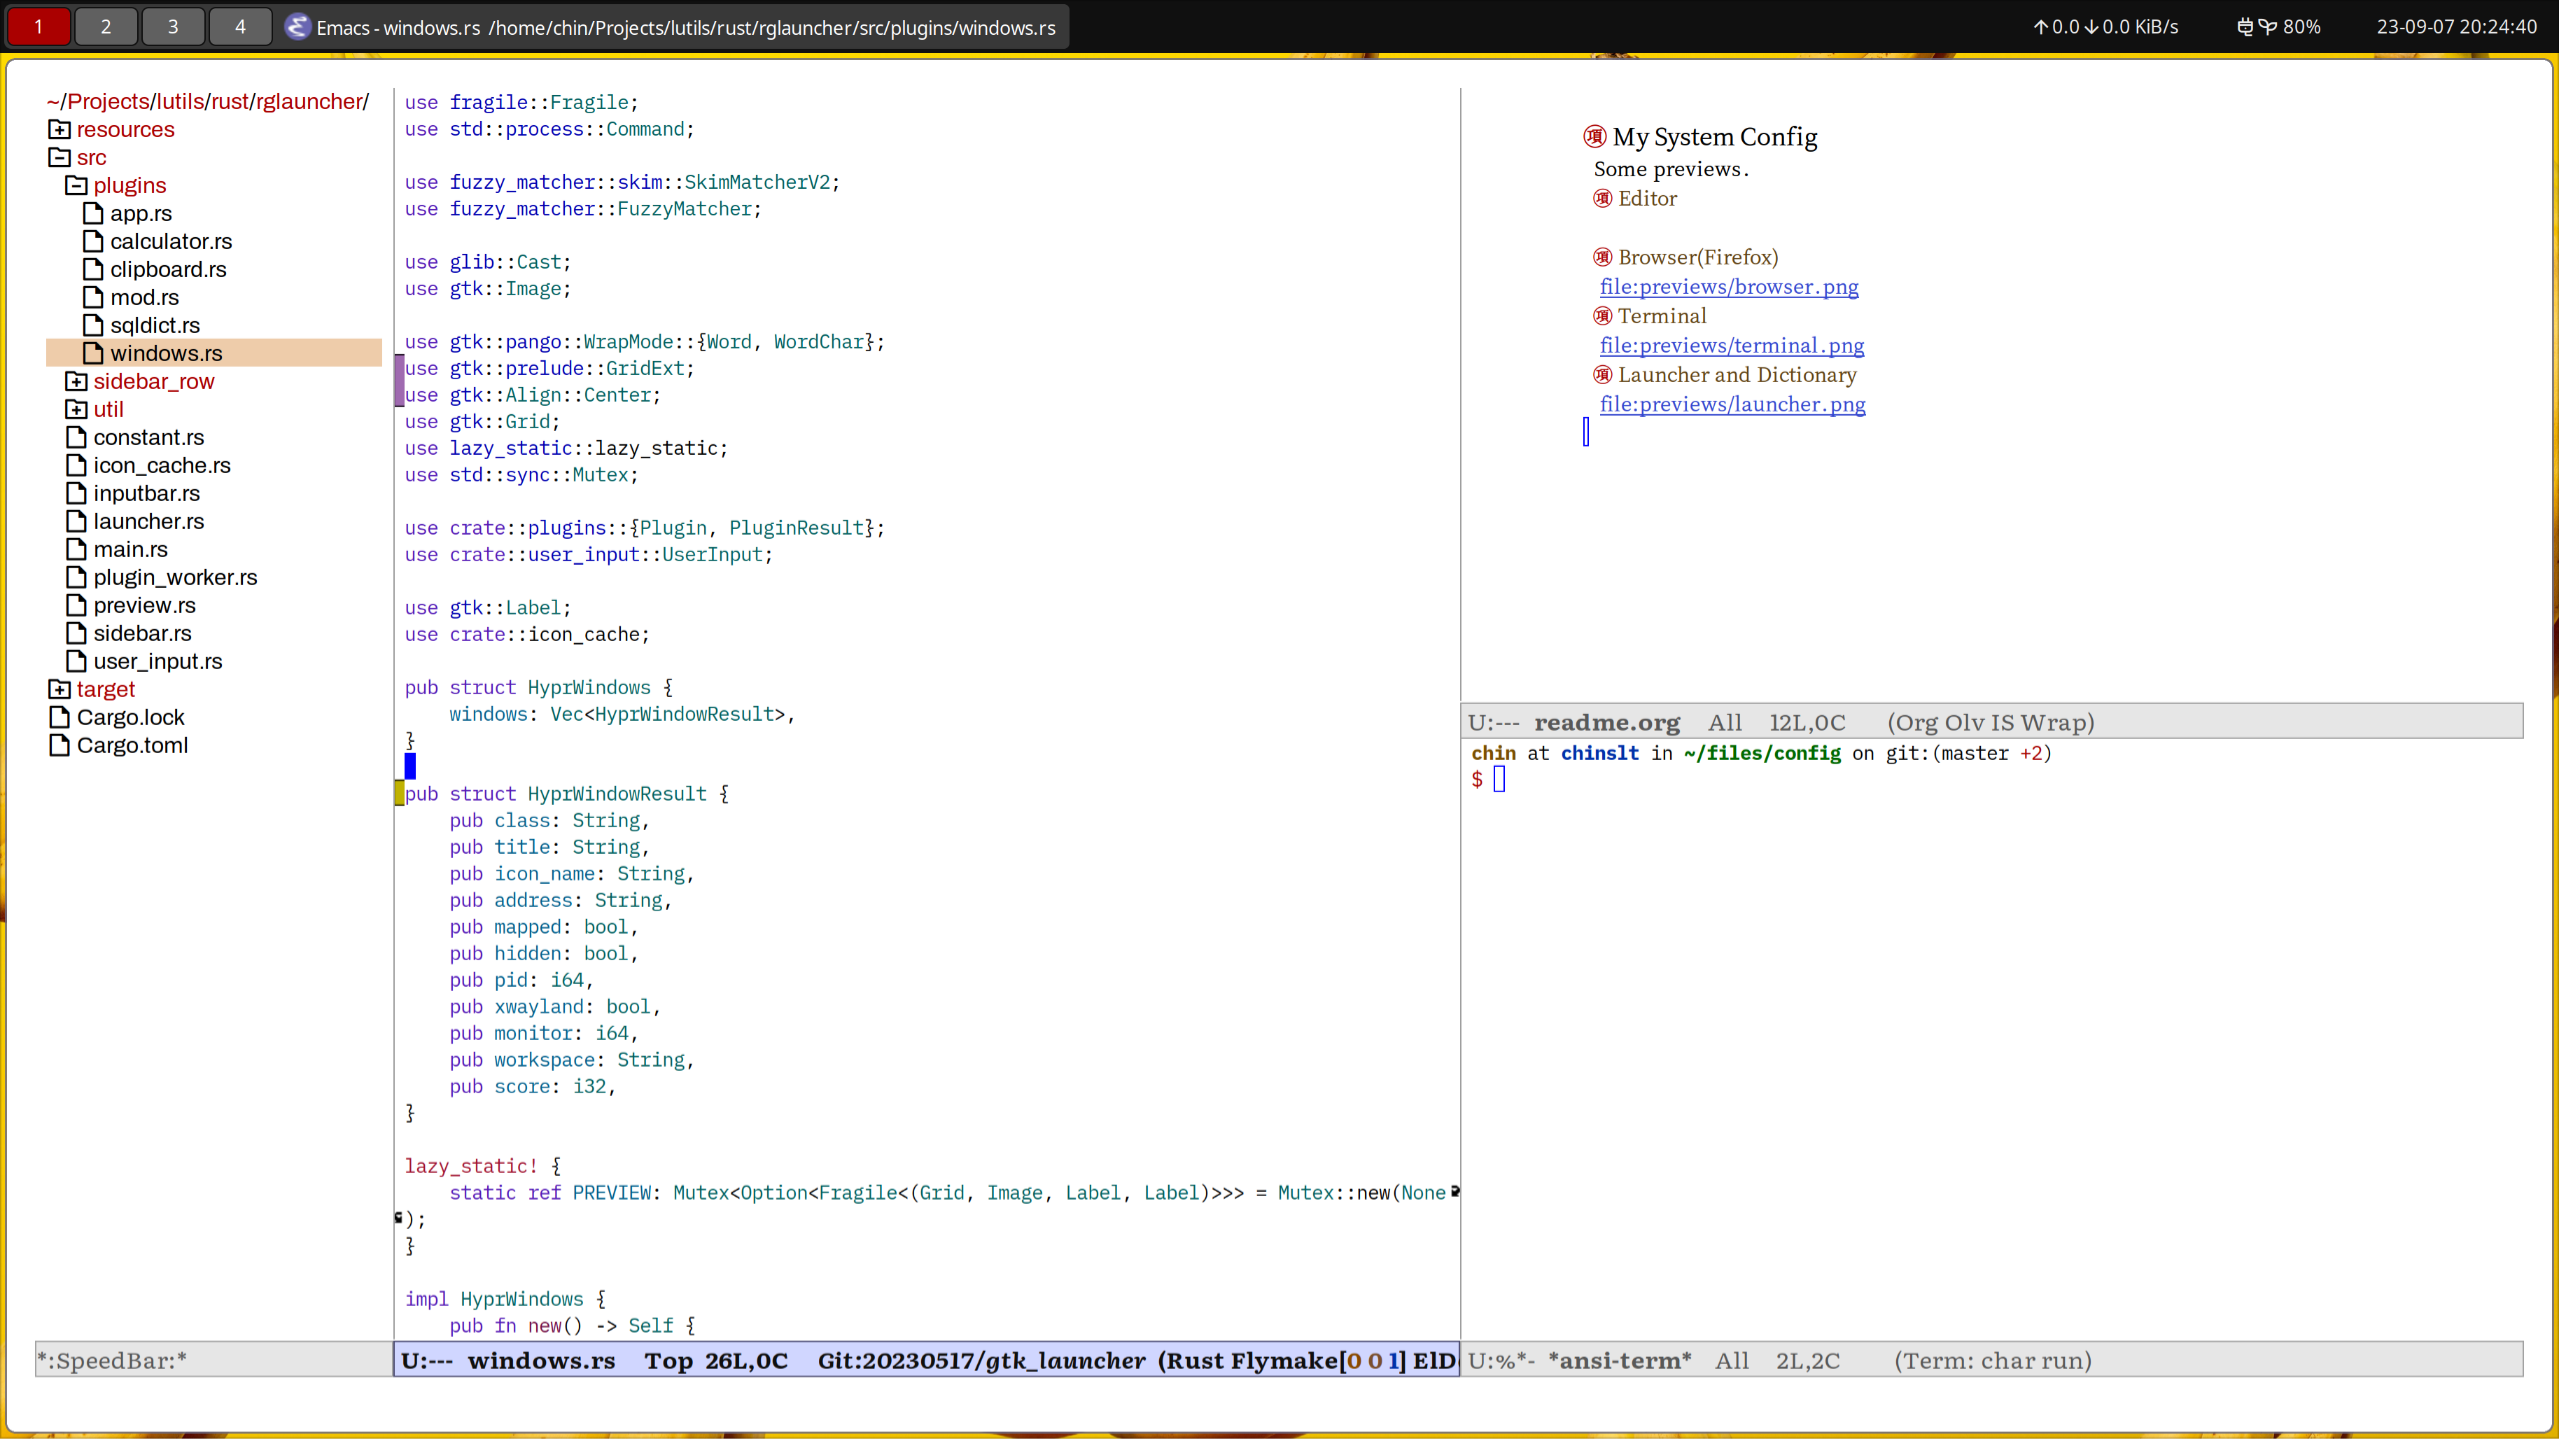 1 2 3 4 Emacs - windows.rs /home/chin/Projects/lutils/rust/rglauncher/src/plugins/windows.rs ↑0.0↓0.0 KiB/s 80% 23-09-07 20:24:40
~/Projects/lutils/rust/rglauncher/
resources
src
plugins
app.rs
calculator.rs
clipboard.rs
mod.rs
sqldict.rs
windows.rs
sidebar_row
util
constant.rs
icon_cache.rs
inputbar.rs
launcher.rs
main.rs
plugin_worker.rs
preview.rs
sidebar.rs
user_input.rs
target
Cargo.lock
Cargo.toml
*:SpeedBar:*
use fragile::Fragile;
use std::process::Command;
use fuzzy_matcher::skim::SkimMatcherV2;
use fuzzy_matcher::FuzzyMatcher;
use glib::Cast;
use gtk::Image;
use gtk::pango::WrapMode::{Word, WordChar};
use gtk::prelude::GridExt;
use gtk::Align::Center;
use gtk::Grid;
use lazy_static::lazy_static;
use std::sync::Mutex;
use crate::plugins::{Plugin, PluginResult};
use crate::user_input::UserInput;
use gtk::Label;
use crate::icon_cache;
pub struct HyprWindows {
    windows: Vec<HyprWindowResult>,
}
pub struct HyprWindowResult {
    pub class: String,
    pub title: String,
    pub icon_name: String,
    pub address: String,
    pub mapped: bool,
    pub hidden: bool,
    pub pid: i64,
    pub xwayland: bool,
    pub monitor: i64,
    pub workspace: String,
    pub score: i32,
}
lazy_static! {
    static ref PREVIEW: Mutex<Option<Fragile<(Grid, Image, Label, Label)>>> = Mutex::new(None
);
}
impl HyprWindows {
    pub fn new() -> Self {
U:--- windows.rs Top 26L,0C Git:20230517/gtk_launcher (Rust Flymake[0 0 1] ElD
項 My System Config
Some previews.
項 Editor
項 Browser(Firefox)
file:previews/browser.png
項 Terminal
file:previews/terminal.png
項 Launcher and Dictionary
file:previews/launcher.png
U:--- readme.org All 12L,0C (Org Olv IS Wrap)
chin at chinslt in ~/files/config on git:(master +2)
$
U:%*- *ansi-term* All 2L,2C (Term: char run)